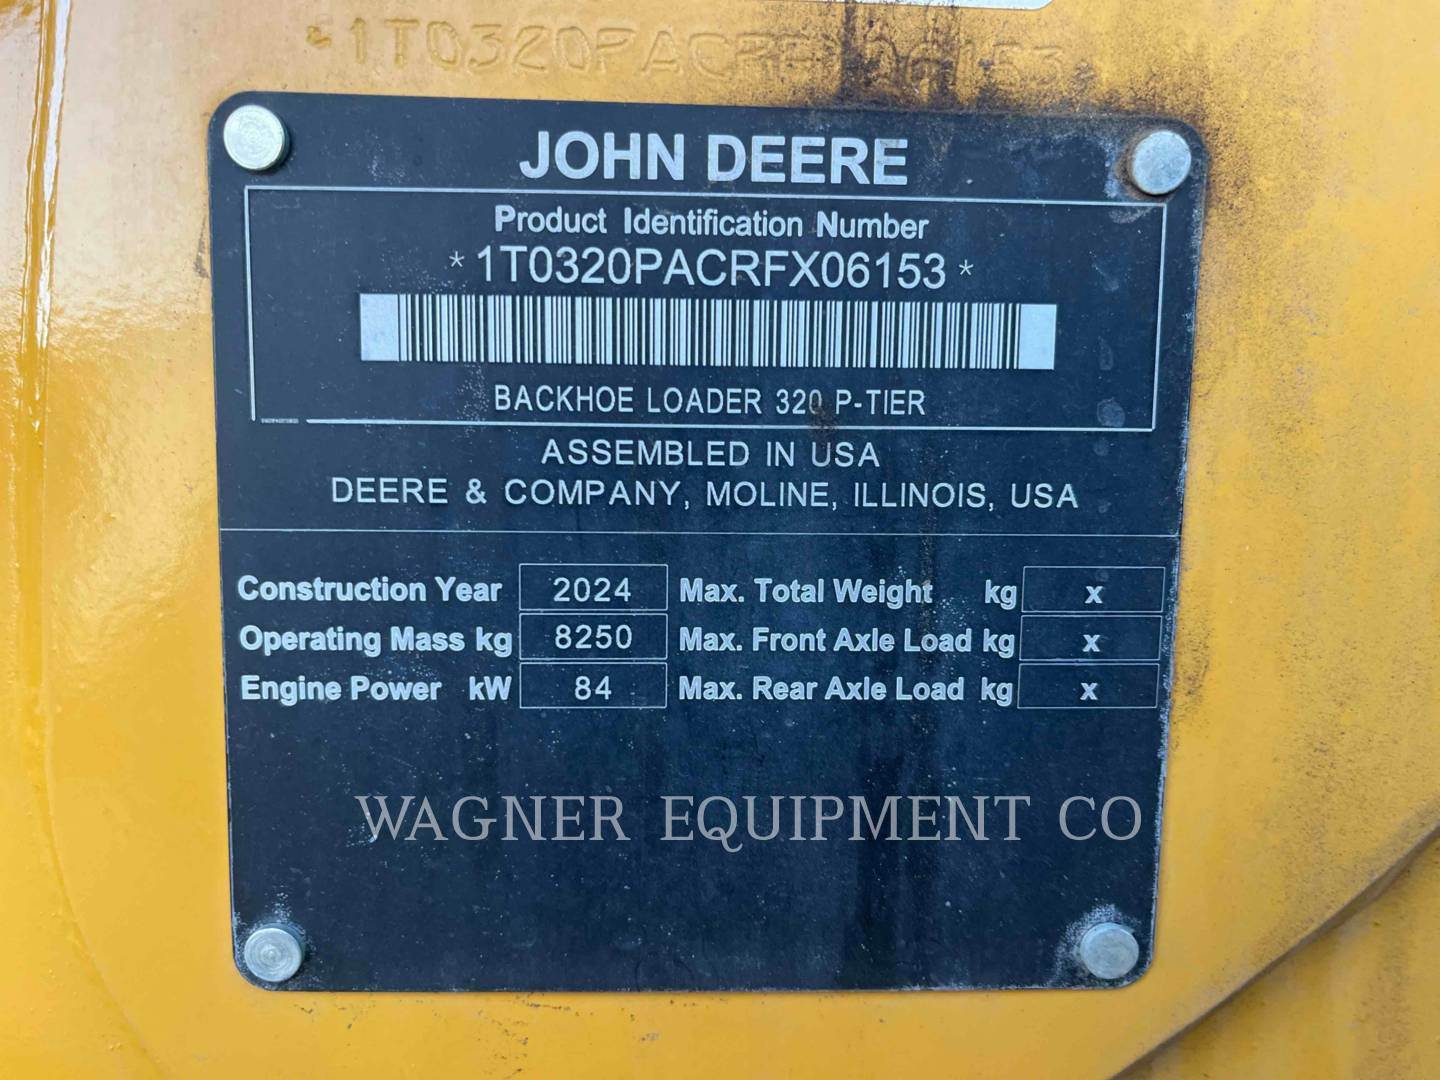 *1T0320PACRFX06153*
JOHN DEERE
Product Identification Number
*1T0320PACRFX06153*
BACKHOE LOADER 320 P-TIER
ASSEMBLED IN USA
DEERE & COMPANY, MOLINE, ILLINOIS, USA
Construction Year 2024 Max. Total Weight kg x
Operating Mass kg 8250 Max. Front Axle Load kg x
Engine Power kW 84 Max. Rear Axle Load kg x
WAGNER EQUIPMENT CO